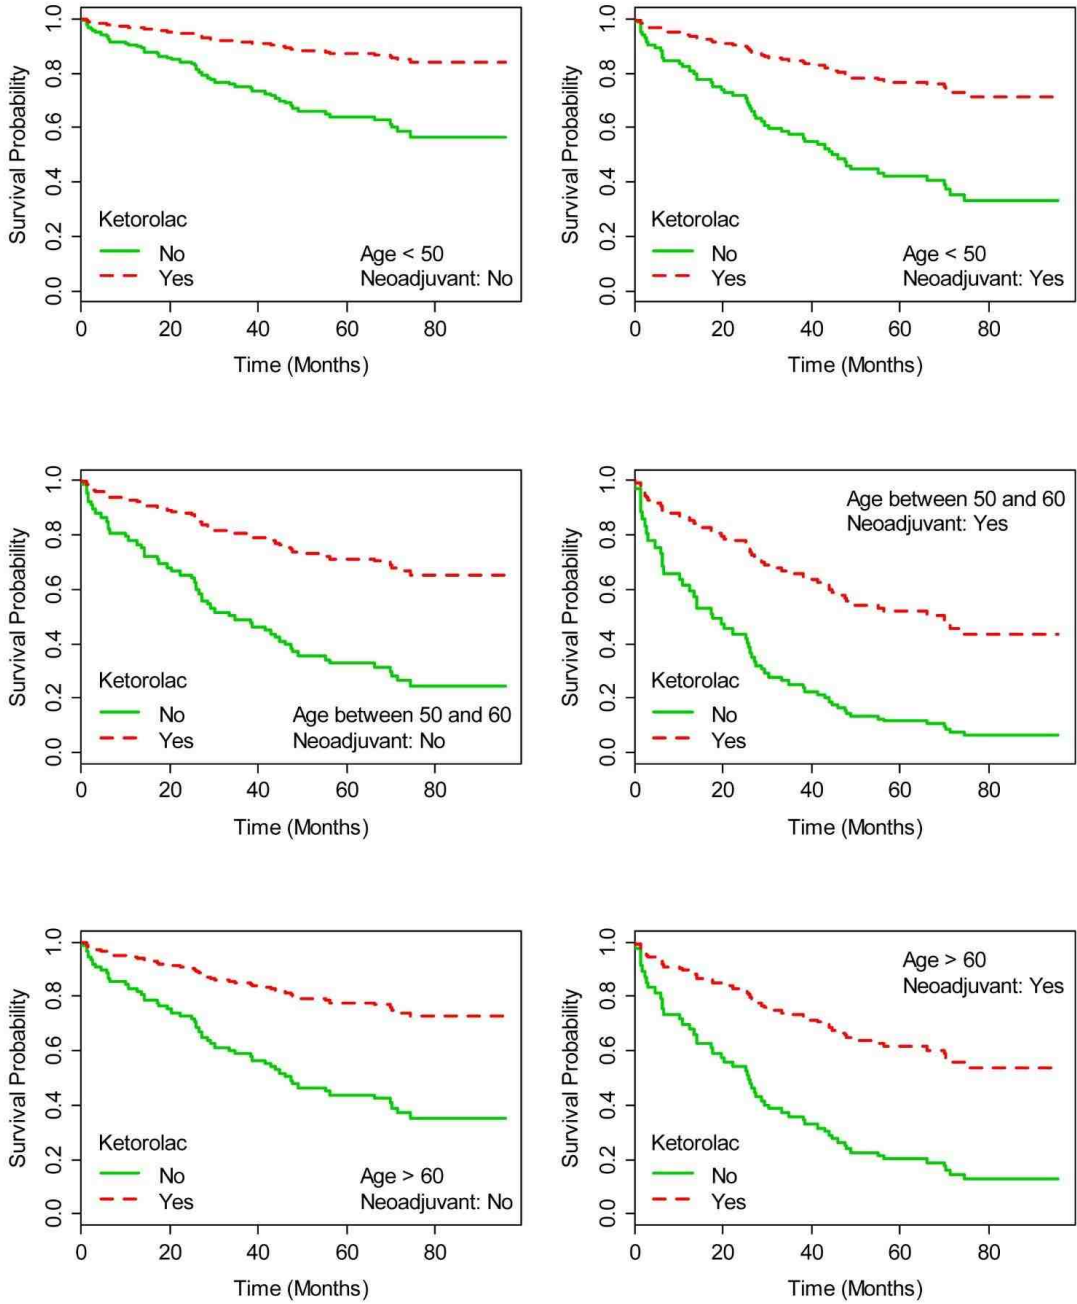 Survival Probability
1.0
0.8
0.6
0.4
0.2
0.0
Ketorolac
No
Yes
Age < 50
Neoadjuvant: No
0 20 40 60 80
Time (Months)
Survival Probability
1.0
0.8
0.6
0.4
0.2
0.0
Ketorolac
No
Yes
Age < 50
Neoadjuvant: Yes
0 20 40 60 80
Time (Months)
Survival Probability
1.0
0.8
0.6
0.4
0.2
0.0
Ketorolac
No
Yes
Age between 50 and 60
Neoadjuvant: No
0 20 40 60 80
Time (Months)
Survival Probability
1.0
0.8
0.6
0.4
0.2
0.0
Age between 50 and 60
Neoadjuvant: Yes
Ketorolac
No
Yes
0 20 40 60 80
Time (Months)
Survival Probability
1.0
0.8
0.6
0.4
0.2
0.0
Ketorolac
No
Yes
Age > 60
Neoadjuvant: No
0 20 40 60 80
Time (Months)
Survival Probability
1.0
0.8
0.6
0.4
0.2
0.0
Age > 60
Neoadjuvant: Yes
Ketorolac
No
Yes
0 20 40 60 80
Time (Months)